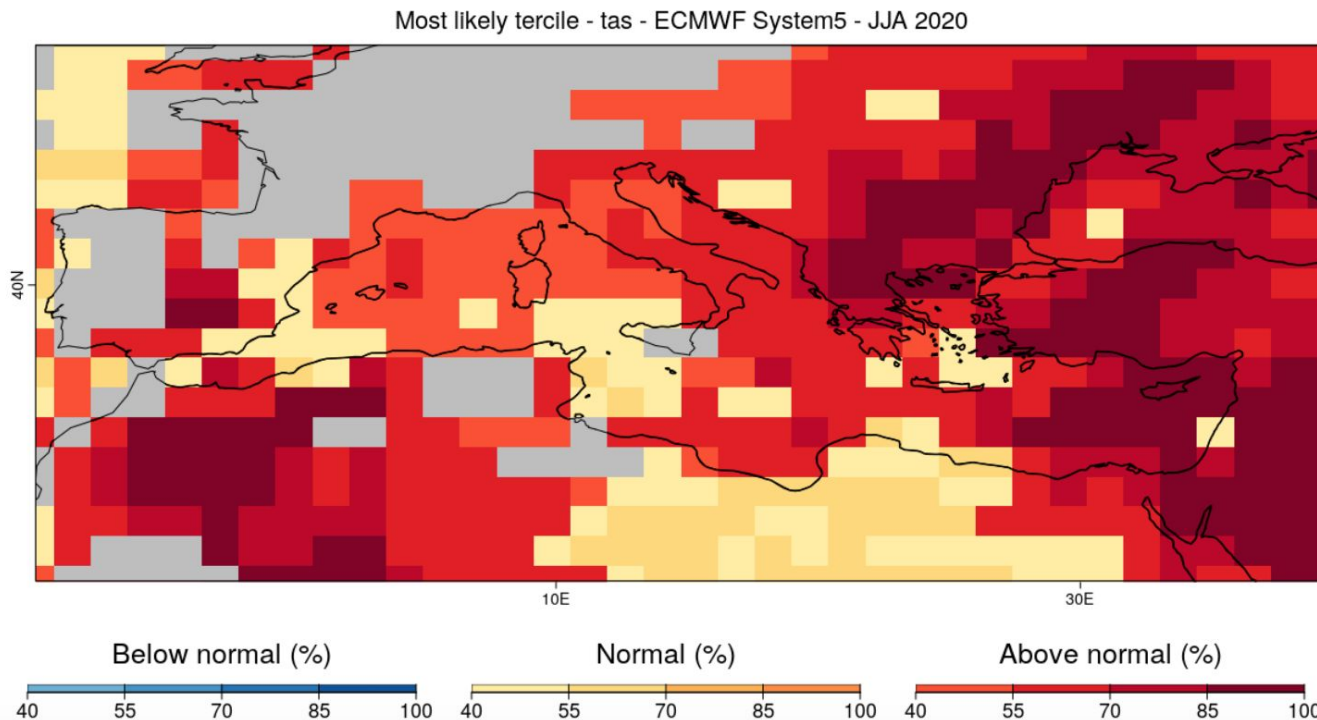 Most likely tercile - tas - ECMWF System5 - JJA 2020
40N
10E 30E
Below normal (%) Normal (%) Above normal (%)
40 55 70 85 100 40 55 70 85 100 40 55 70 85 100